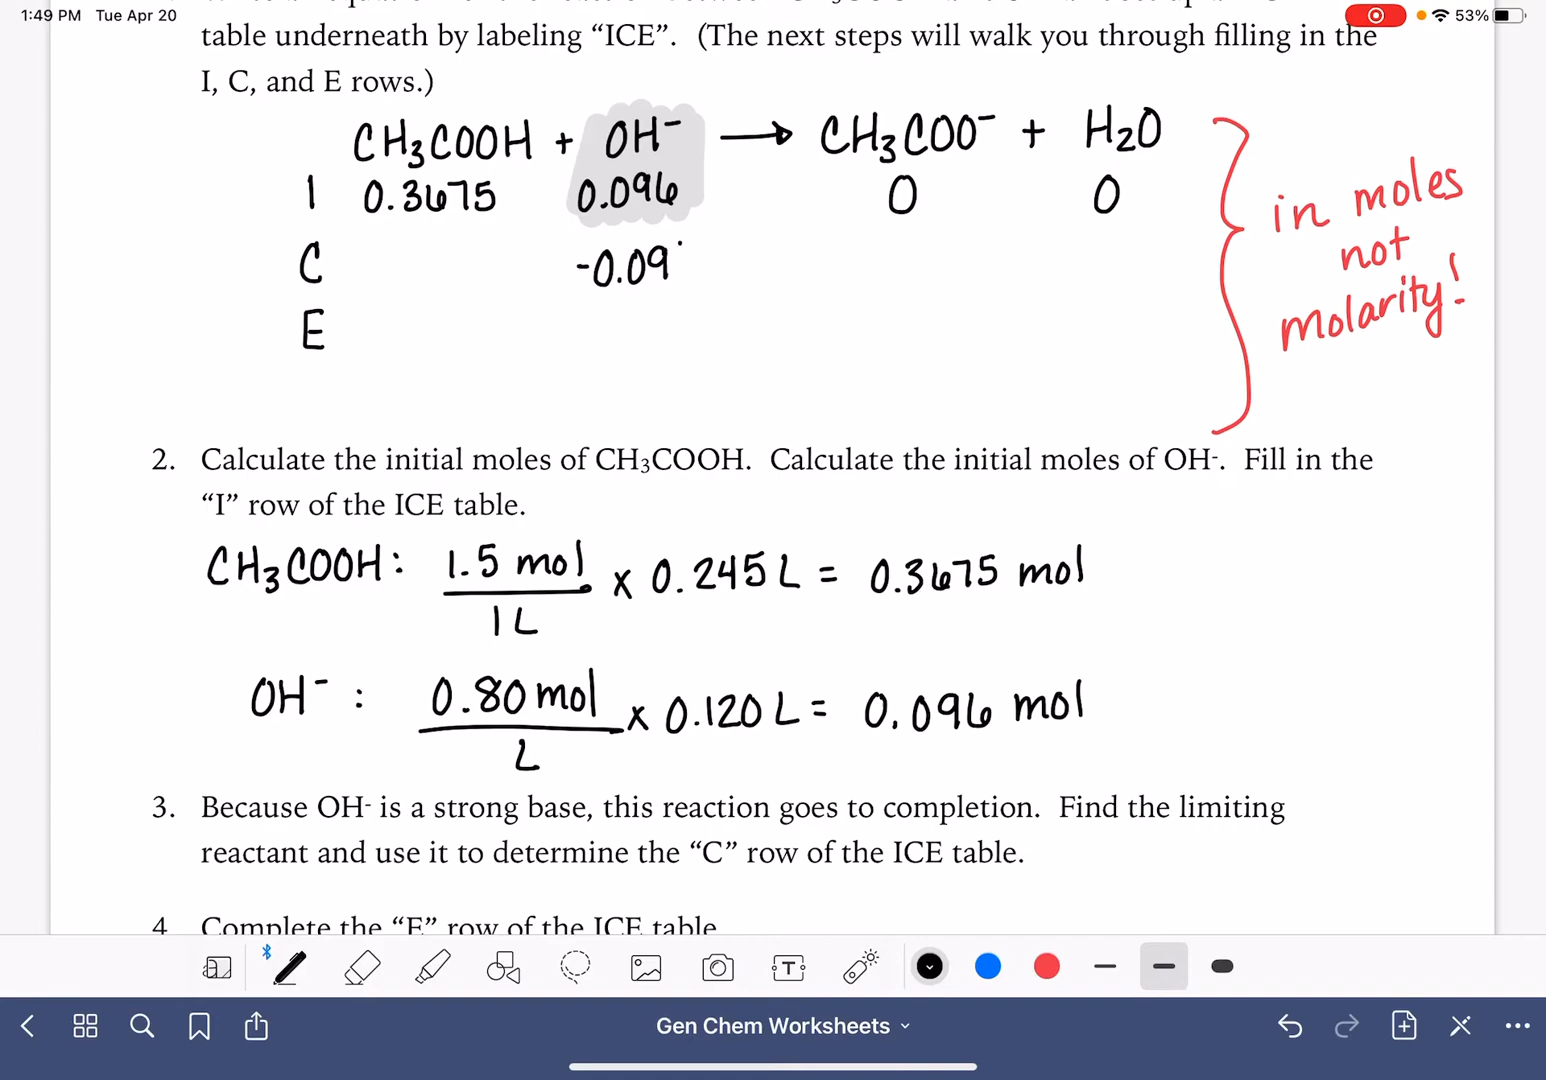 1:49 PM Tue Apr 20
53%
table underneath by labeling “ICE”. (The next steps will walk you through filling in the
I, C, and E rows.)
CH₃COOH + OH⁻ ⟶ CH₃COO⁻ + H₂O
I 0.3675 0.096 0 0
C -0.09
E
in moles
not
molarity!
2. Calculate the initial moles of CH₃COOH. Calculate the initial moles of OH⁻. Fill in the
“I” row of the ICE table.
CH₃COOH: 1.5 mol x 0.245 L = 0.3675 mol
1 L
OH⁻ : 0.80 mol x 0.120 L = 0.096 mol
L
3. Because OH⁻ is a strong base, this reaction goes to completion. Find the limiting
reactant and use it to determine the “C” row of the ICE table.
4 Complete the “E” row of the ICE table
Gen Chem Worksheets